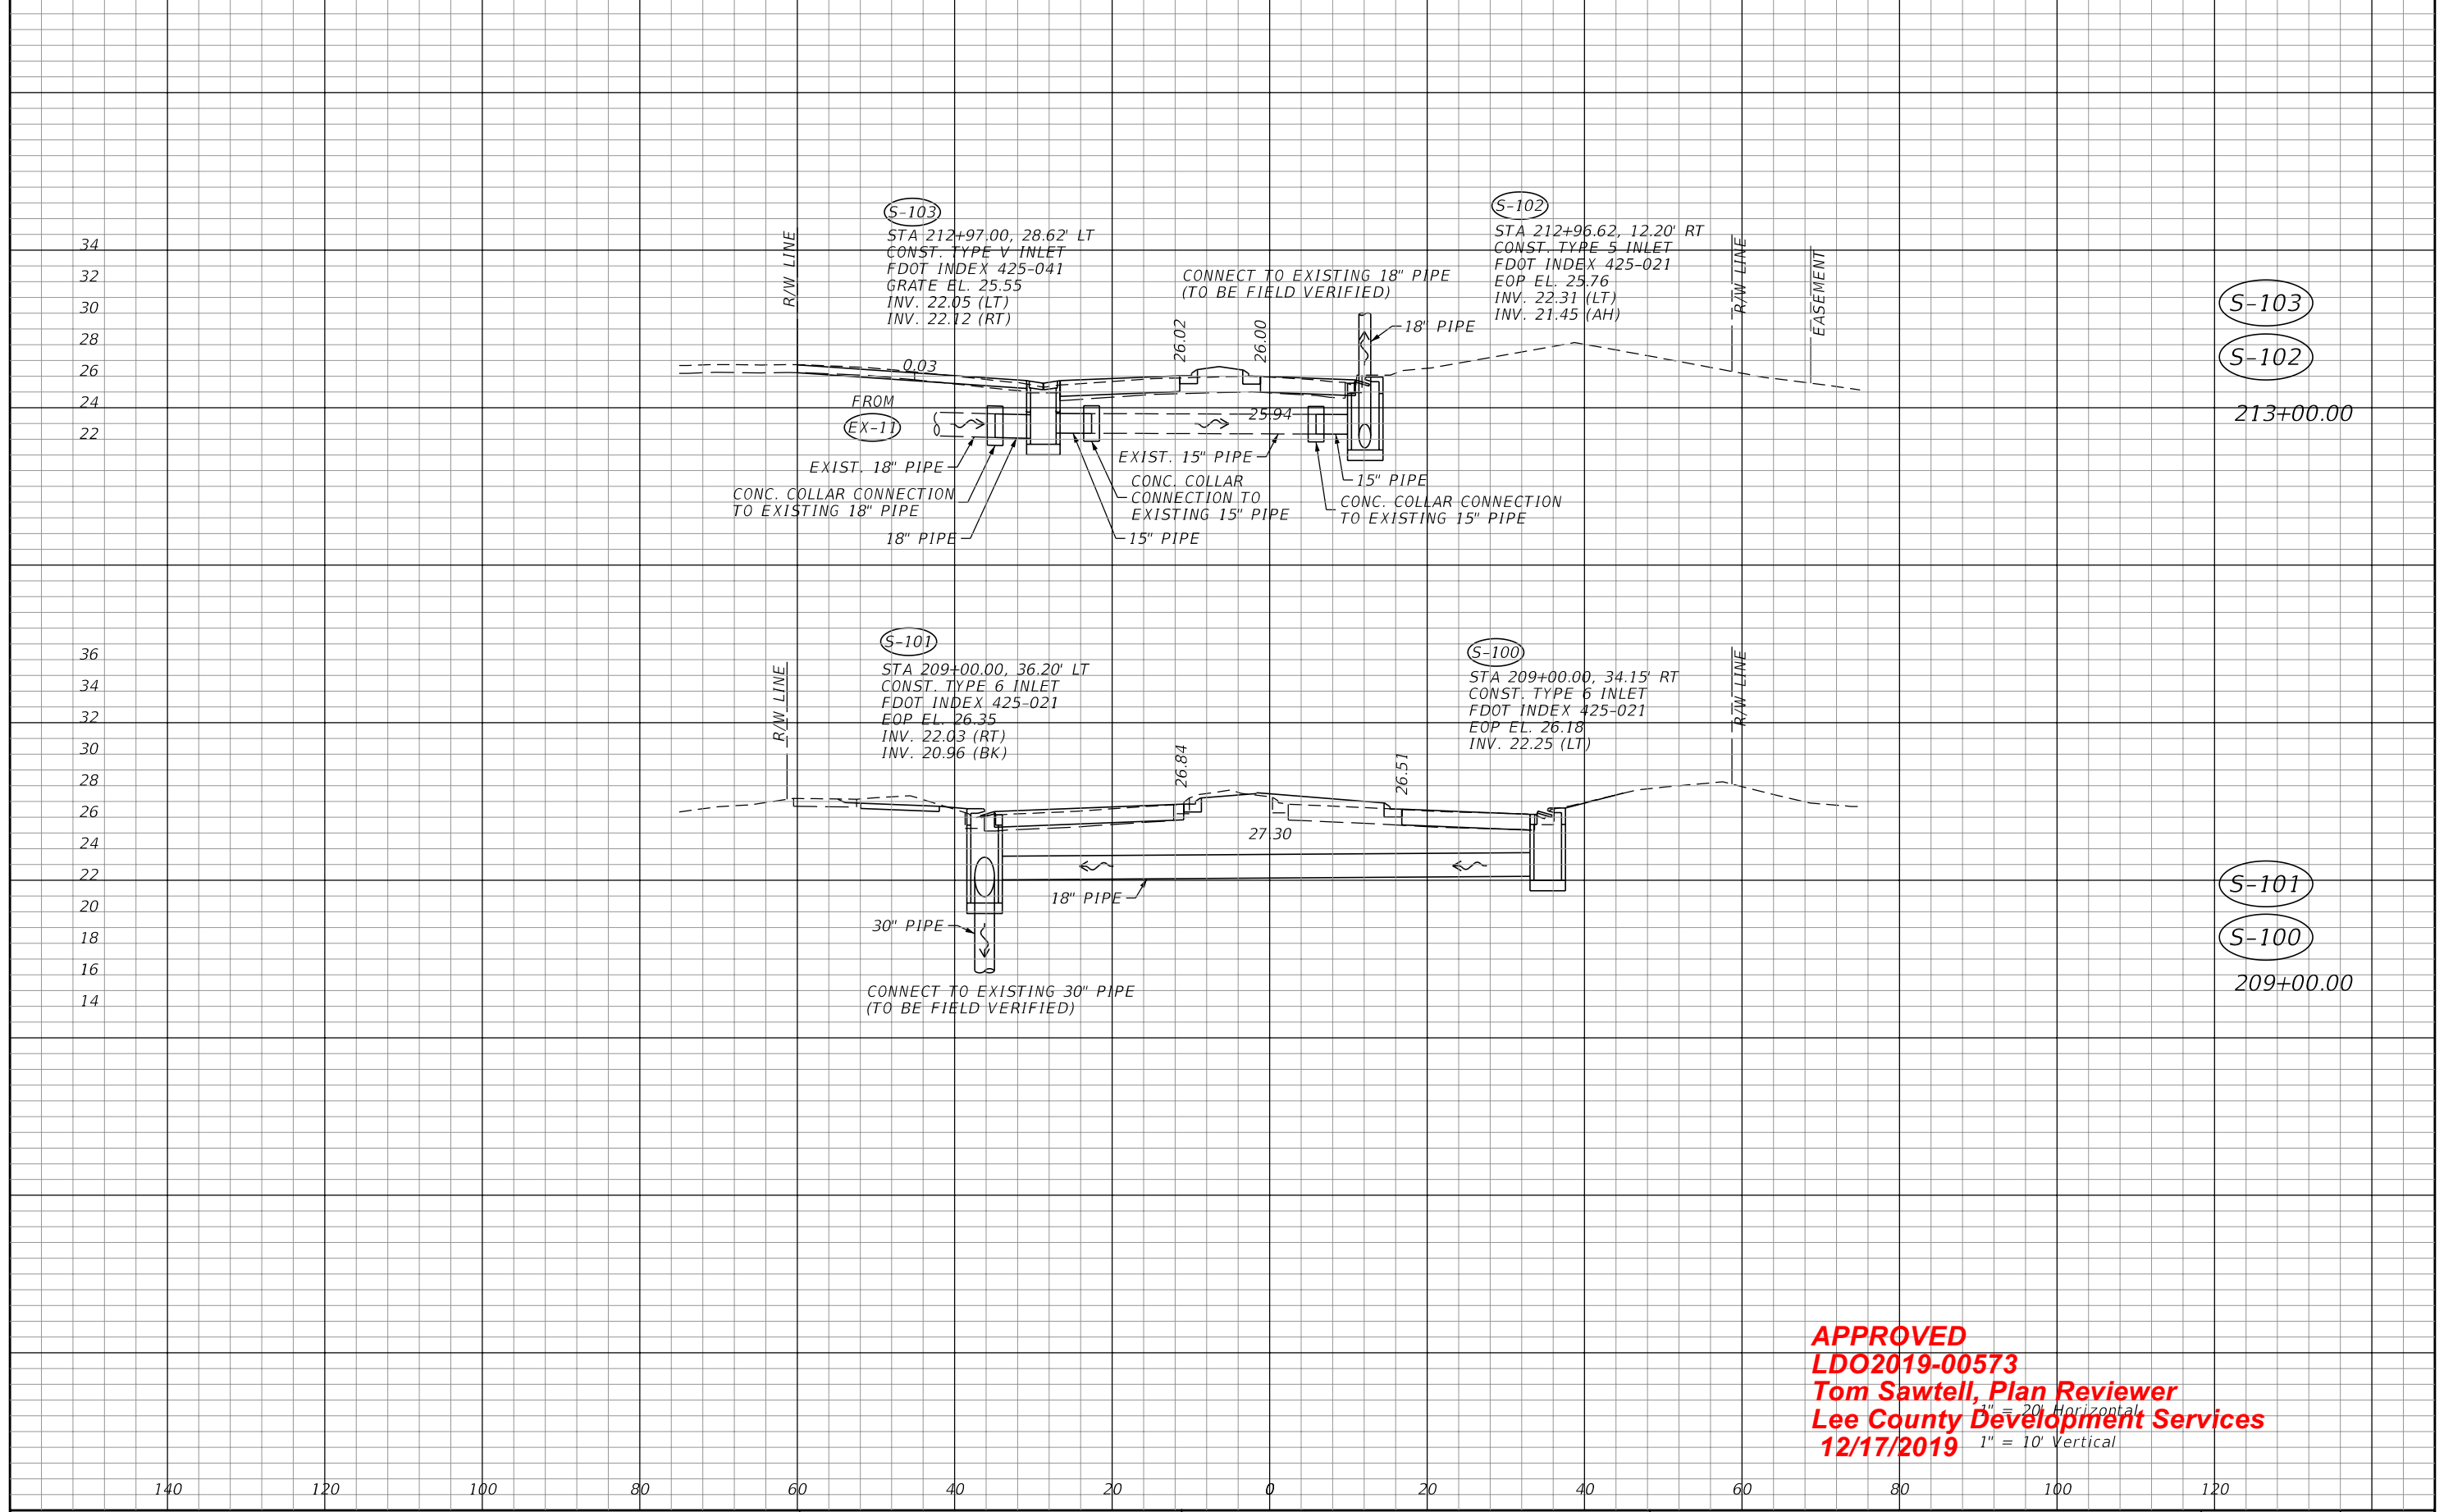 S-103
STA 212+97.00, 28.62' LT
CONST. TYPE V INLET
FDOT INDEX 425-041
GRATE EL. 25.55
INV. 22.05 (LT)
INV. 22.12 (RT)
S-102
STA 212+96.62, 12.20' RT
CONST. TYPE 5 INLET
FDOT INDEX 425-021
EOP EL. 25.76
INV. 22.31 (LT)
INV. 21.45 (AH)
R/W LINE
CONNECT TO EXISTING 18" PIPE
(TO BE FIELD VERIFIED)
R/W LINE
EASEMENT
34
32
30
28
26
24
22
26.02
26.00
18" PIPE
0.03
FROM
EX-11
25.94
EXIST. 18" PIPE
CONC. COLLAR CONNECTION
TO EXISTING 18" PIPE
18" PIPE
EXIST. 15" PIPE
CONC. COLLAR
CONNECTION TO
EXISTING 15" PIPE
15" PIPE
15" PIPE
CONC. COLLAR CONNECTION
TO EXISTING 15" PIPE
S-103
S-102
213+00.00
S-101
STA 209+00.00, 36.20' LT
CONST. TYPE 6 INLET
FDOT INDEX 425-021
EOP EL. 26.35
INV. 22.03 (RT)
INV. 20.96 (BK)
S-100
STA 209+00.00, 34.15' RT
CONST. TYPE 6 INLET
FDOT INDEX 425-021
EOP EL. 26.18
INV. 22.25 (LT)
R/W LINE
R/W LINE
36
34
32
30
28
26
24
22
20
18
16
14
26.84
26.51
27.30
18" PIPE
30" PIPE
CONNECT TO EXISTING 30" PIPE
(TO BE FIELD VERIFIED)
S-101
S-100
209+00.00
APPROVED
LDO2019-00573
Tom Sawtell, Plan Reviewer
1" = 20' Horizontal
Lee County Development Services
12/17/2019
1" = 10' Vertical
140 120 100 80 60 40 20 0 20 40 60 80 100 120